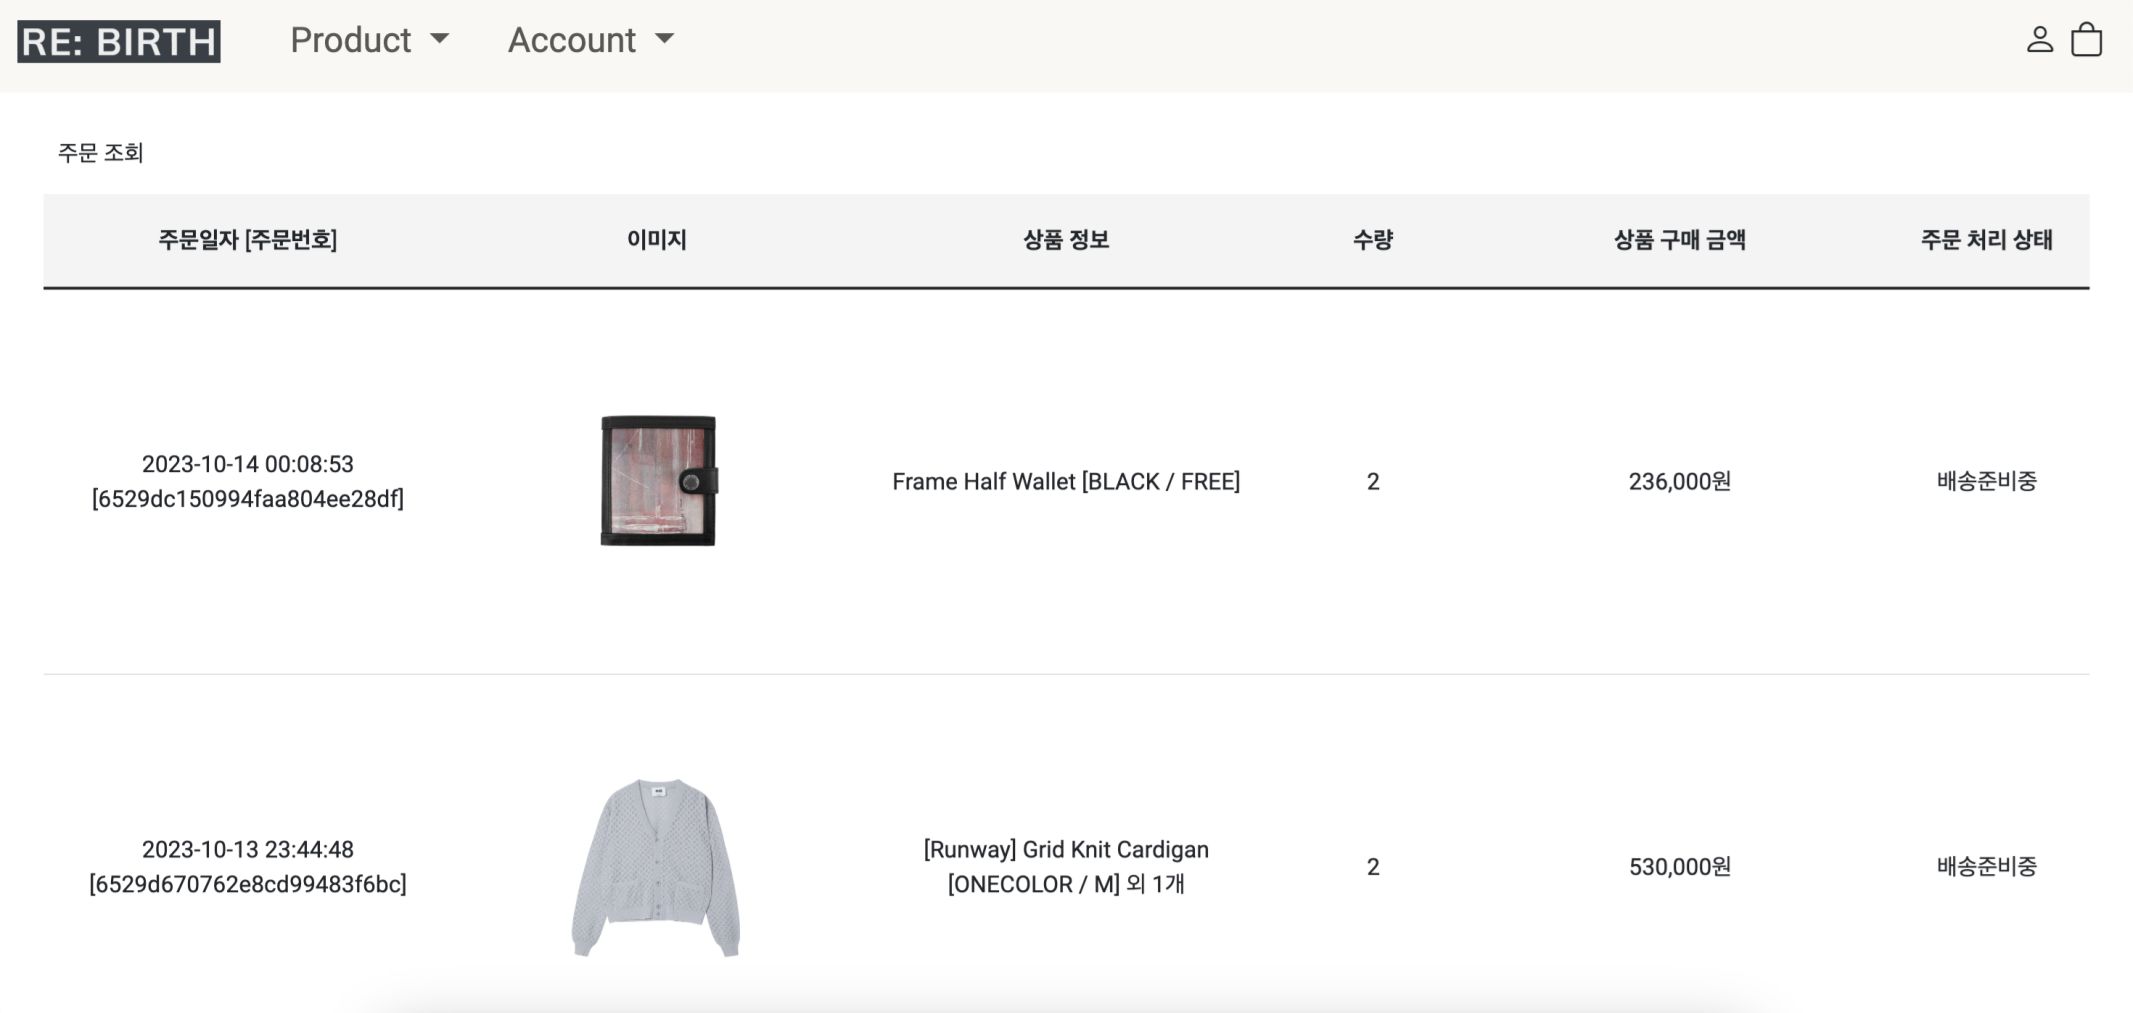 RE: BIRTH Product Account
주문 조회
주문일자 [주문번호] 이미지 상품 정보 수량 상품 구매 금액 주문 처리 상태
2023-10-14 00:08:53
[6529dc150994faa804ee28df]
Frame Half Wallet [BLACK / FREE] 2 236,000원 배송준비중
2023-10-13 23:44:48
[6529d670762e8cd99483f6bc]
[Runway] Grid Knit Cardigan
[ONECOLOR / M] 외 1개
2 530,000원 배송준비중